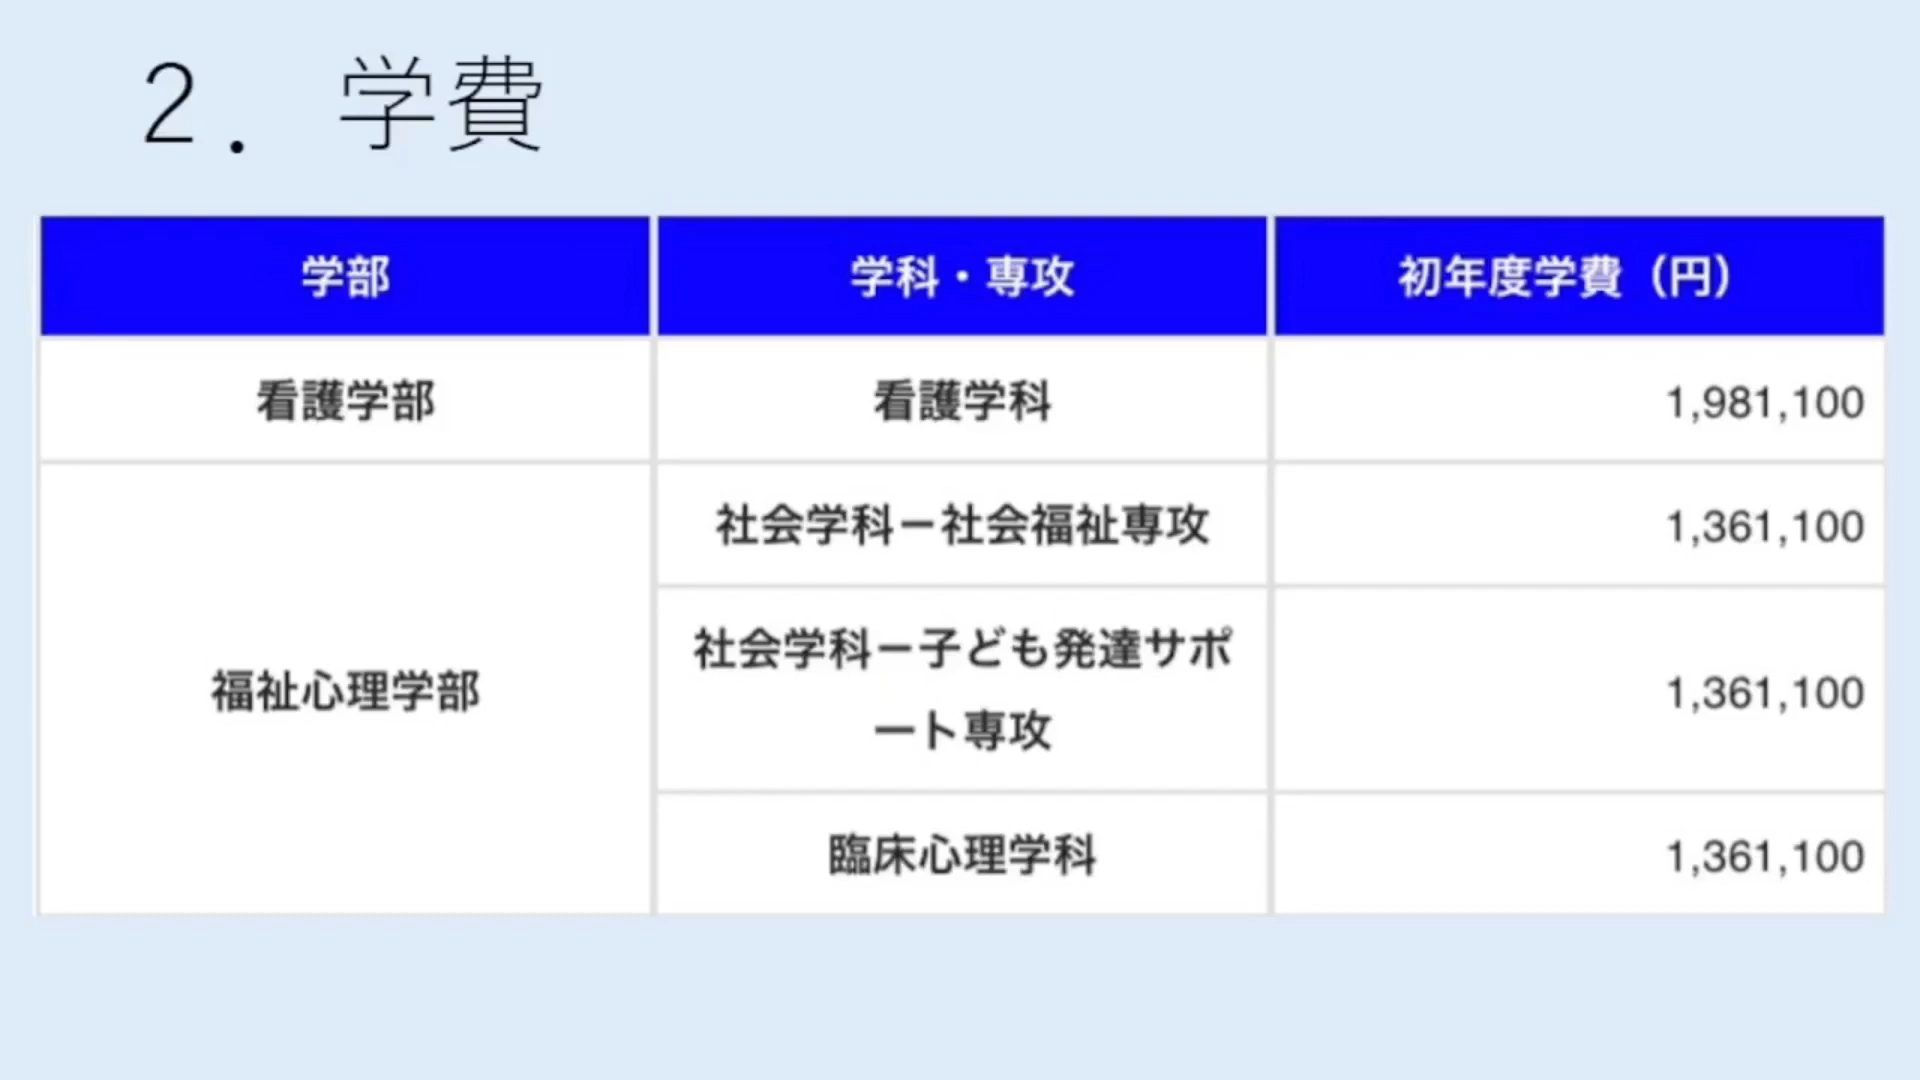 ２．学費
学部 学科・専攻 初年度学費（円）
看護学部 看護学科 1,981,100
福祉心理学部
社会学科ー社会福祉専攻 1,361,100
社会学科ー子ども発達サポ
ート専攻 1,361,100
臨床心理学科 1,361,100